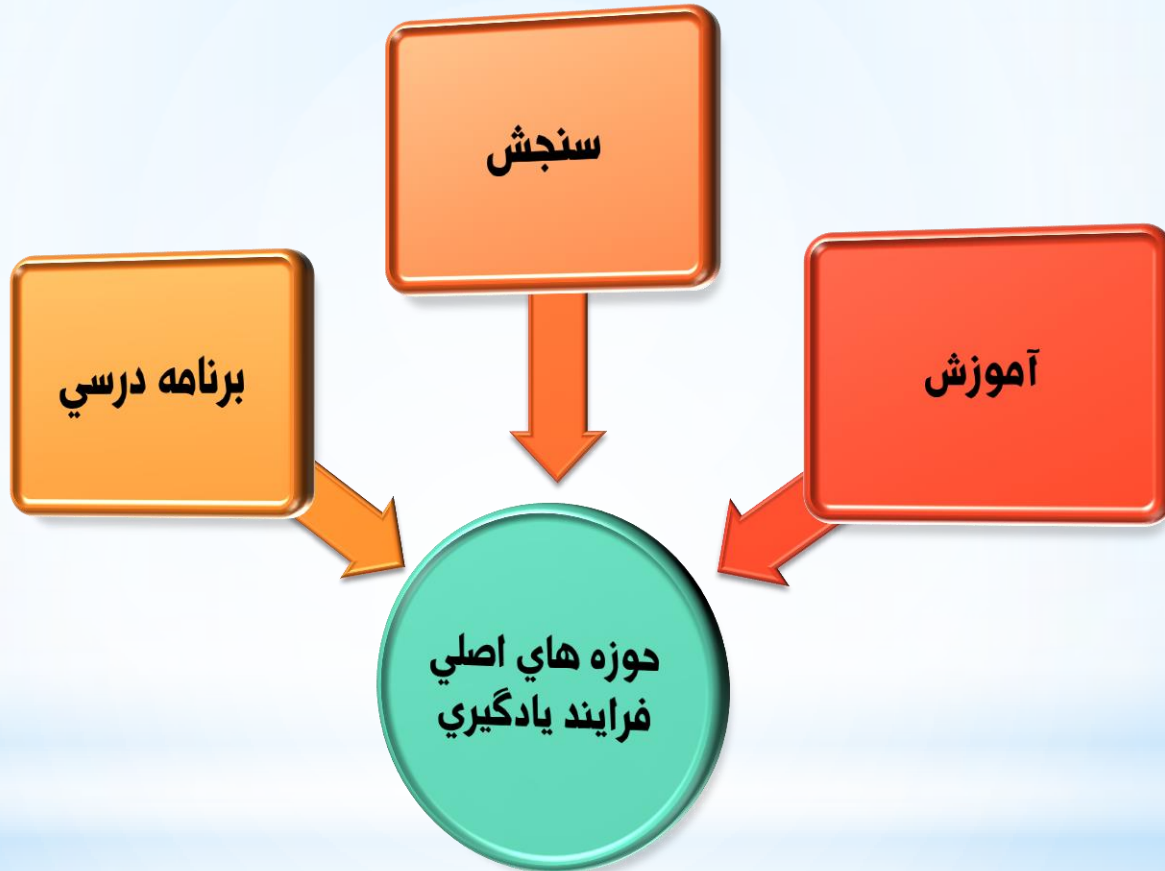 سنجش
آموزش
برنامه درسي
حوزه هاي اصلي
فرايند يادگيري